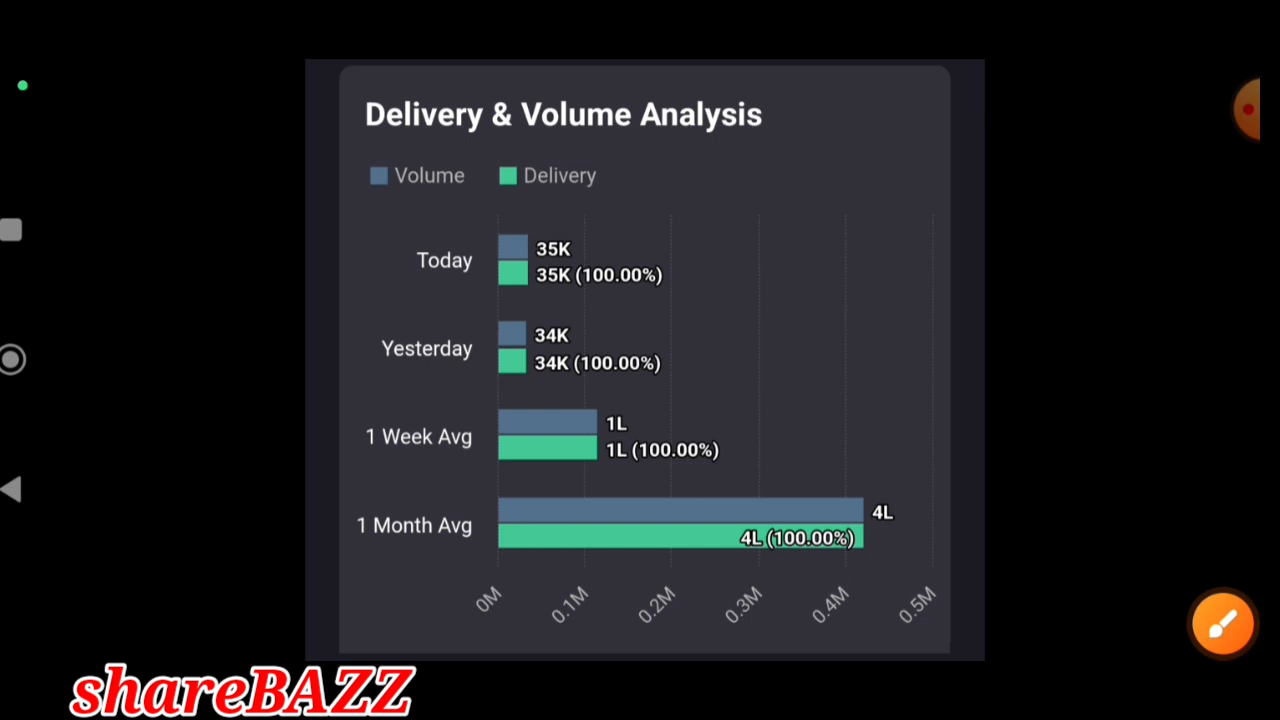 Delivery & Volume Analysis
Volume Delivery
Today
35K
35K (100.00%)
Yesterday
34K
34K (100.00%)
1 Week Avg
1L
1L (100.00%)
1 Month Avg
4L
4L (100.00%)
0M 0.1M 0.2M 0.3M 0.4M 0.5M
shareBAZZ